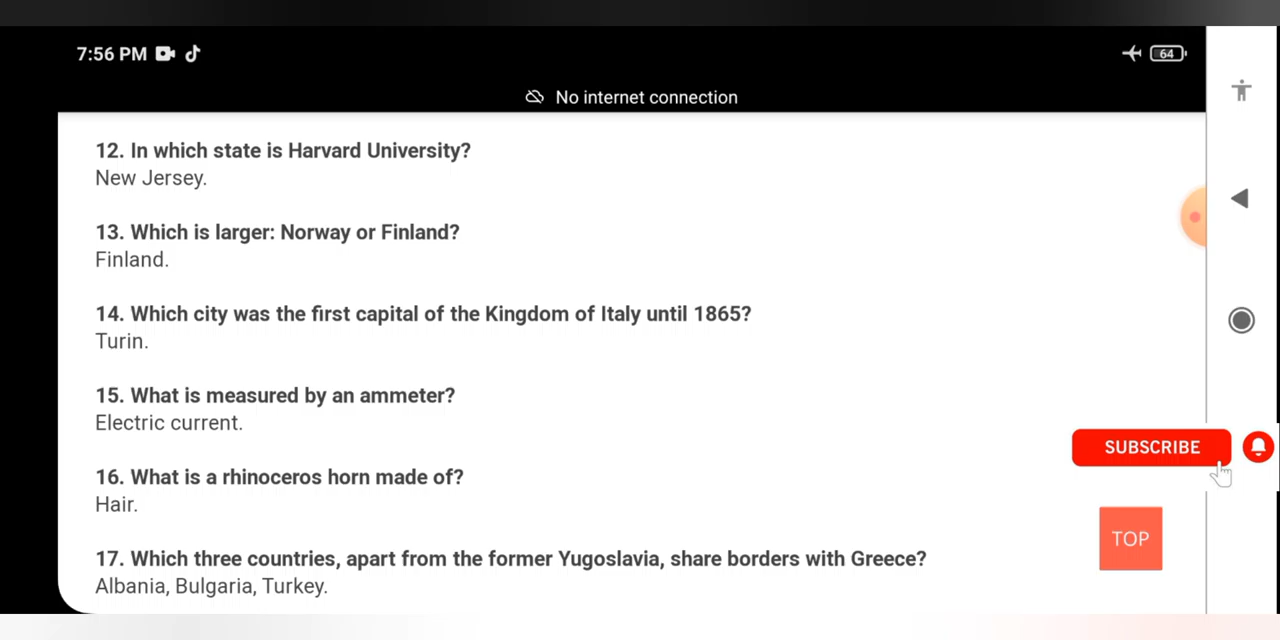 7:56 PM
64
No internet connection
12. In which state is Harvard University?
New Jersey.
13. Which is larger: Norway or Finland?
Finland.
14. Which city was the first capital of the Kingdom of Italy until 1865?
Turin.
15. What is measured by an ammeter?
Electric current.
SUBSCRIBE
16. What is a rhinoceros horn made of?
Hair.
TOP
17. Which three countries, apart from the former Yugoslavia, share borders with Greece?
Albania, Bulgaria, Turkey.